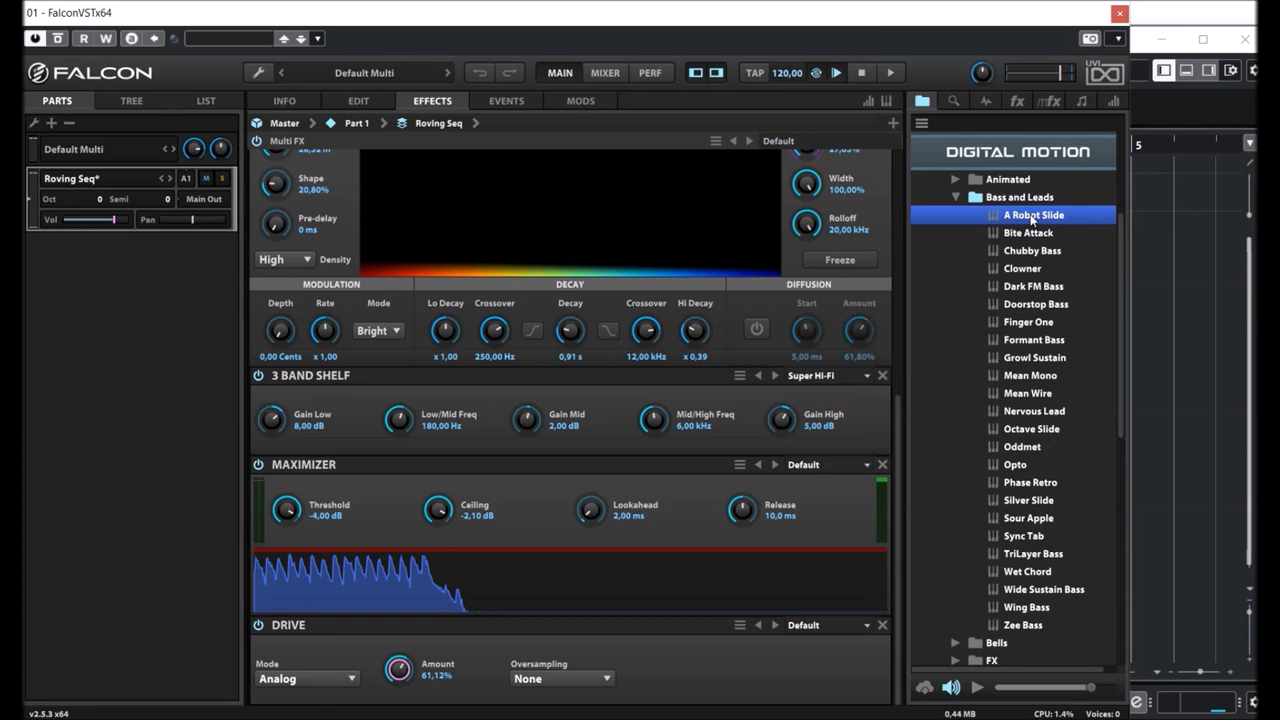 01 - FalconVSTx64
R W a
FALCON
Default Multi
MAIN MIXER PERF
TAP 120,00
UVI
PARTS TREE LIST
INFO EDIT EFFECTS EVENTS MODS
Default Multi
Roving Seq* A1 M S
Oct 0 Semi 0 Main Out
Vol Pan
Master Part 1 Roving Seq
Multi FX Default
Shape
20,80%
Pre-delay
0 ms
High Density
Width
100,00%
Rolloff
20,00 kHz
Freeze
MODULATION DECAY DIFFUSION
Depth Rate Mode Lo Decay Crossover Decay Crossover Hi Decay Start Amount
Bright
0,00 Cents x 1,00 x 1,00 250,00 Hz 0,91 s 12,00 kHz x 0,39 5,00 ms 61,80%
3 BAND SHELF Super Hi-Fi
Gain Low Low/Mid Freq Gain Mid Mid/High Freq Gain High
8,00 dB 180,00 Hz 2,00 dB 6,00 kHz 5,00 dB
MAXIMIZER Default
Threshold Ceiling Lookahead Release
-4,00 dB -2,10 dB 2,00 ms 10,0 ms
DRIVE Default
Mode Amount Oversampling
Analog 61,12% None
fx mfx
DIGITAL MOTION
Animated
Bass and Leads
A Robot Slide
Bite Attack
Chubby Bass
Clowner
Dark FM Bass
Doorstop Bass
Finger One
Formant Bass
Growl Sustain
Mean Mono
Mean Wire
Nervous Lead
Octave Slide
Oddmet
Opto
Phase Retro
Silver Slide
Sour Apple
Sync Tab
TriLayer Bass
Wet Chord
Wide Sustain Bass
Wing Bass
Zee Bass
Bells
FX
5
e
v2.5.3 x64
0,44 MB CPU: 1.4% Voices: 0